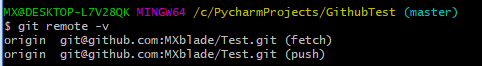 MX@DESKTOP-L7V28QK MINGW64 /c/PycharmProjects/GithubTest (master)
$ git remote -v
origin  git@github.com:MXblade/Test.git (fetch)
origin  git@github.com:MXblade/Test.git (push)